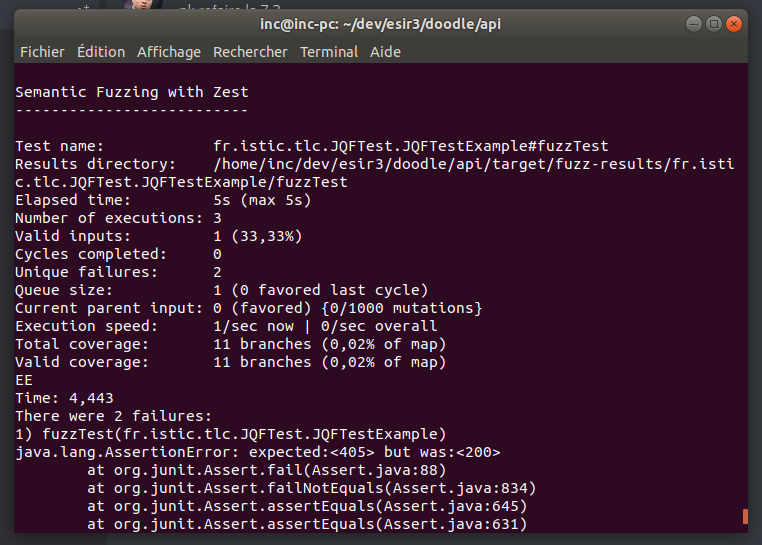 inc@inc-pc: ~/dev/esir3/doodle/api
Fichier Édition Affichage Rechercher Terminal Aide
Semantic Fuzzing with Zest
--------------------------
Test name: fr.istic.tlc.JQFTest.JQFTestExample#fuzzTest
Results directory: /home/inc/dev/esir3/doodle/api/target/fuzz-results/fr.isti
c.tlc.JQFTest.JQFTestExample/fuzzTest
Elapsed time: 5s (max 5s)
Number of executions: 3
Valid inputs: 1 (33,33%)
Cycles completed: 0
Unique failures: 2
Queue size: 1 (0 favored last cycle)
Current parent input: 0 (favored) {0/1000 mutations}
Execution speed: 1/sec now | 0/sec overall
Total coverage: 11 branches (0,02% of map)
Valid coverage: 11 branches (0,02% of map)
EE
Time: 4,443
There were 2 failures:
1) fuzzTest(fr.istic.tlc.JQFTest.JQFTestExample)
java.lang.AssertionError: expected:<405> but was:<200>
at org.junit.Assert.fail(Assert.java:88)
at org.junit.Assert.failNotEquals(Assert.java:834)
at org.junit.Assert.assertEquals(Assert.java:645)
at org.junit.Assert.assertEquals(Assert.java:631)